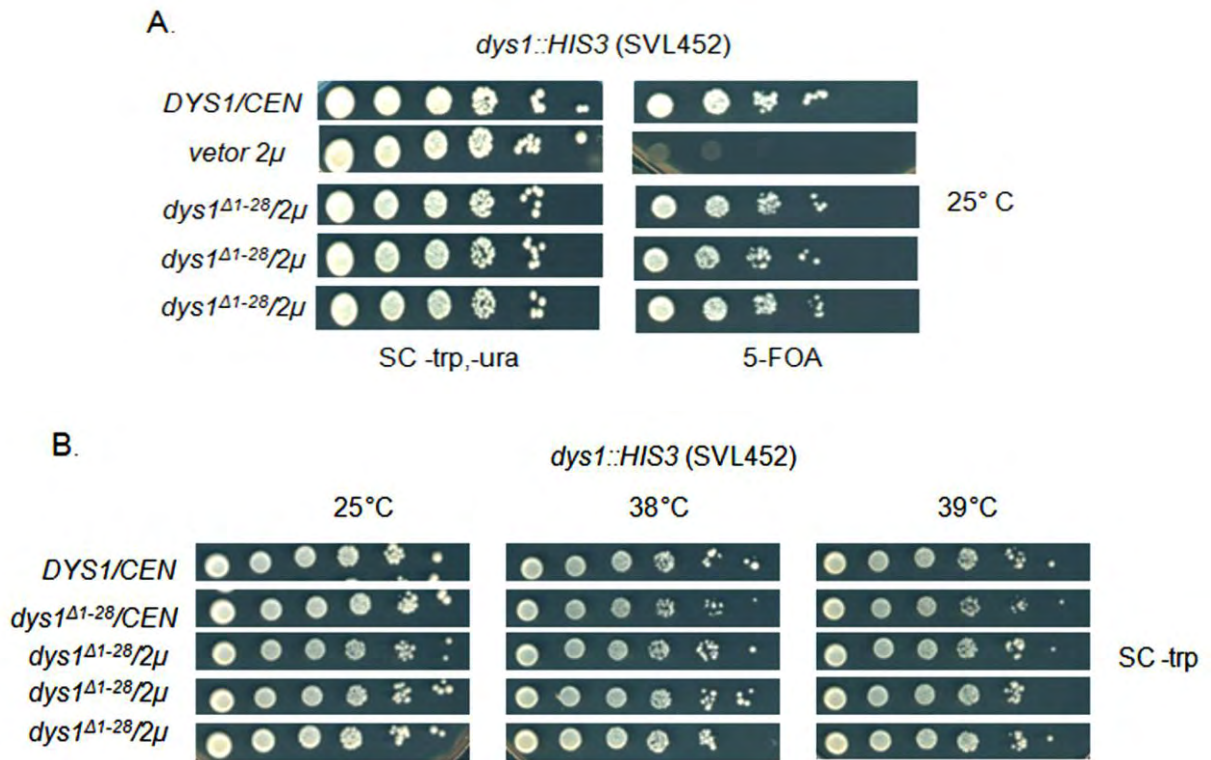 A.
dys1::HIS3 (SVL452)
DYS1/CEN
vetor 2µ
dys1Δ1-28/2µ
25° C
dys1Δ1-28/2µ
dys1Δ1-28/2µ
SC -trp,-ura
5-FOA
B.
dys1::HIS3 (SVL452)
25°C
38°C
39°C
DYS1/CEN
dys1Δ1-28/CEN
dys1Δ1-28/2µ
SC -trp
dys1Δ1-28/2µ
dys1Δ1-28/2µ